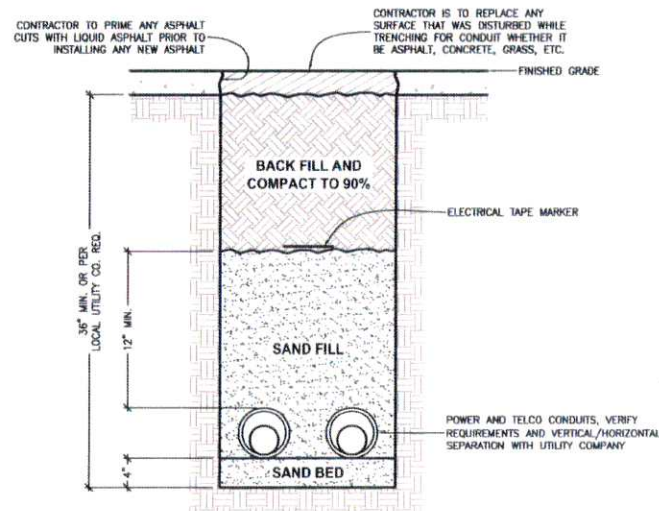 CONTRACTOR TO PRIME ANY ASPHALT
CUTS WITH LIQUID ASPHALT PRIOR TO
INSTALLING ANY NEW ASPHALT
CONTRACTOR IS TO REPLACE ANY
SURFACE THAT WAS DISTURBED WHILE
TRENCHING FOR CONDUIT WHETHER IT
BE ASPHALT, CONCRETE, GRASS, ETC.
FINISHED GRADE
BACK FILL AND
COMPACT TO 90%
ELECTRICAL TAPE MARKER
36" MIN. OR PER
LOCAL UTILITY CO. REQ.
12" MIN.
SAND FILL
POWER AND TELCO CONDUITS, VERIFY
REQUIREMENTS AND VERTICAL/HORIZONTAL
SEPARATION WITH UTILITY COMPANY
4"
SAND BED